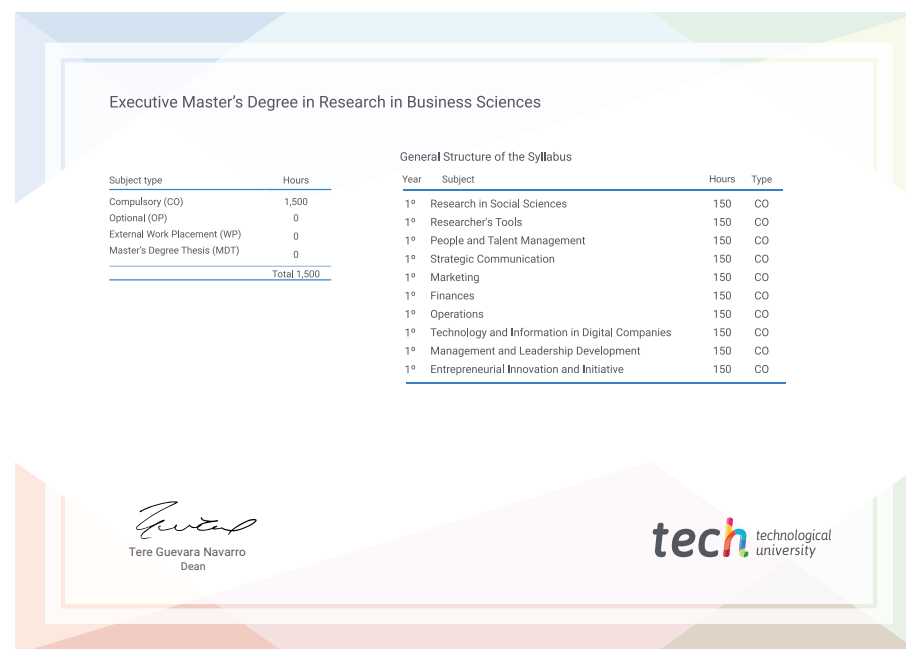 Executive Master's Degree in Research in Business Sciences
General Structure of the Syllabus
Subject type Hours
Compulsory (CO) 1,500
Optional (OP) 0
External Work Placement (WP) 0
Master's Degree Thesis (MDT) 0
Total 1,500
Year Subject Hours Type
1º Research in Social Sciences 150 CO
1º Researcher's Tools 150 CO
1º People and Talent Management 150 CO
1º Strategic Communication 150 CO
1º Marketing 150 CO
1º Finances 150 CO
1º Operations 150 CO
1º Technology and Information in Digital Companies 150 CO
1º Management and Leadership Development 150 CO
1º Entrepreneurial Innovation and Initiative 150 CO
Tere Guevara Navarro
Dean
tech technological
university